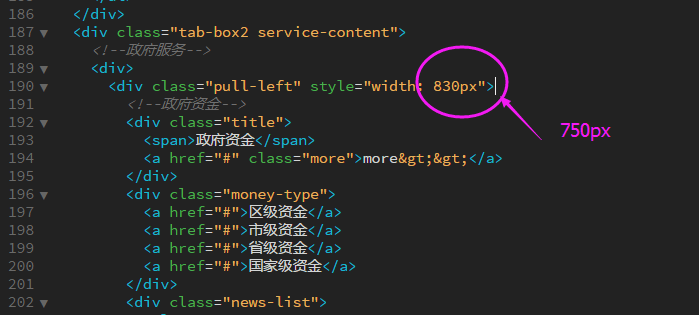 186 </div>
187 ▼ <div class="tab-box2 service-content">
188 <!--政府服务-->
189 ▼ <div>
190 ▼ <div class="pull-left" style="width: 830px">
191 <!--政府资金-->
750px
192 ▼ <div class="title">
193 <span>政府资金</span>
194 <a href="#" class="more">more&gt;&gt;</a>
195 </div>
196 ▼ <div class="money-type">
197 <a href="#">区级资金</a>
198 <a href="#">市级资金</a>
199 <a href="#">省级资金</a>
200 <a href="#">国家级资金</a>
201 </div>
202 ▼ <div class="news-list">